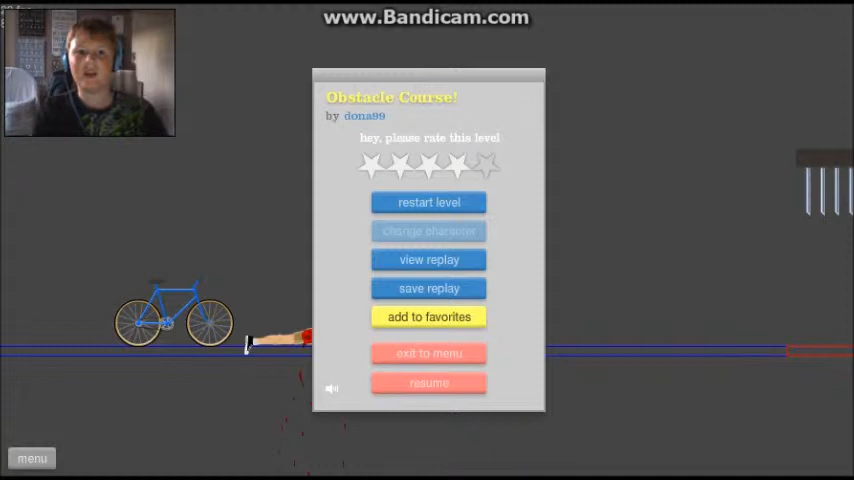 www.Bandicam.com
Obstacle Course!
by dona99
hey, please rate this level
restart level
change character
view replay
save replay
add to favorites
exit to menu
resume
menu